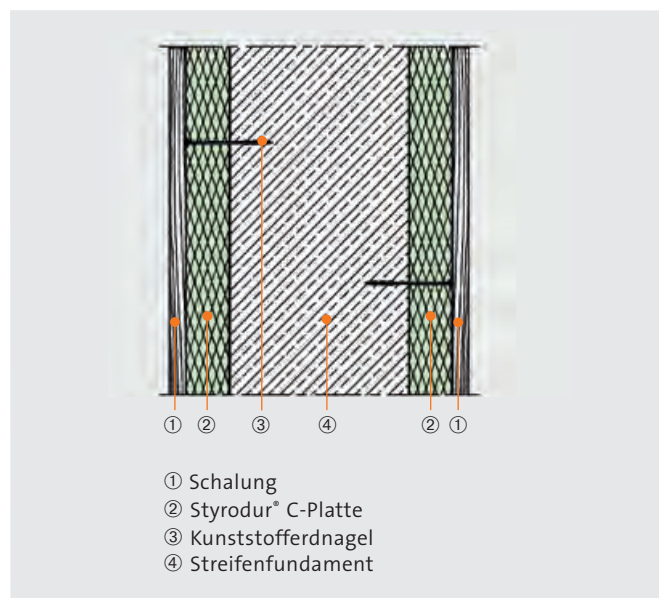 ① ② ③ ④ ② ①
① Schalung
② Styrodur® C-Platte
③ Kunststofferdnagel
④ Streifenfundament